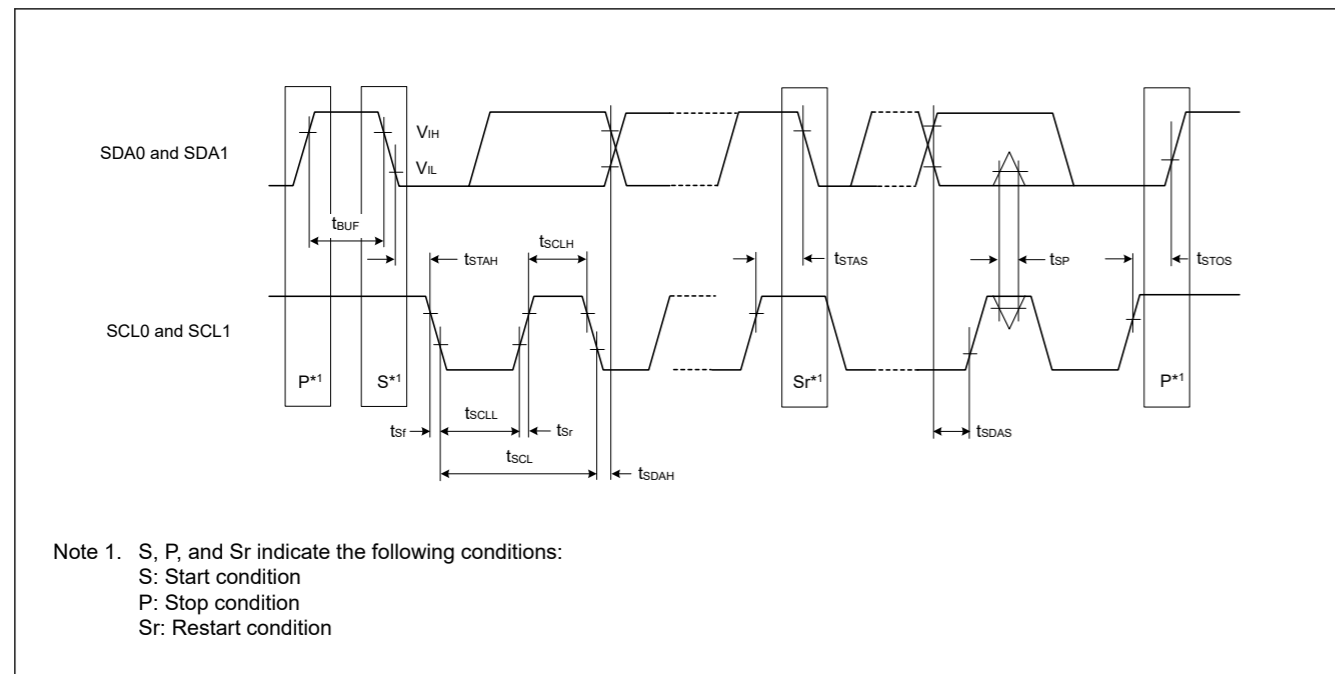 SDA0 and SDA1
VIH
VIL
tBUF
tSTAH
tSCLH
tSTAS
tSP
tSTOS
SCL0 and SCL1
P*1
S*1
Sr*1
P*1
tSf
tSCLL
tSr
tSDAS
tSCL
tSDAH
Note 1. S, P, and Sr indicate the following conditions:
S: Start condition
P: Stop condition
Sr: Restart condition